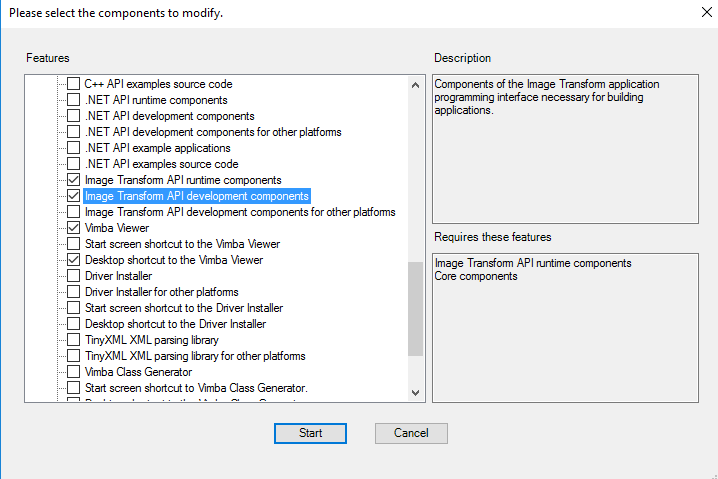 Please select the components to modify.
Features
C++ API examples source code
.NET API runtime components
.NET API development components
.NET API development components for other platforms
.NET API example applications
.NET API examples source code
Image Transform API runtime components
Image Transform API development components
Image Transform API development components for other platforms
Vimba Viewer
Start screen shortcut to the Vimba Viewer
Desktop shortcut to the Vimba Viewer
Driver Installer
Driver Installer for other platforms
Start screen shortcut to the Driver Installer
Desktop shortcut to the Driver Installer
TinyXML XML parsing library
TinyXML XML parsing library for other platforms
Vimba Class Generator
Start screen shortcut to Vimba Class Generator.
Description
Components of the Image Transform application
programming interface necessary for building
applications.
Requires these features
Image Transform API runtime components
Core components
Start
Cancel